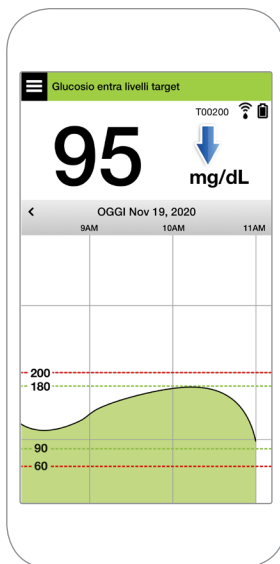 Glucosio entra livelli target
T00200
95
mg/dL
OGGI Nov 19, 2020
9AM 10AM 11AM
200
180
90
60